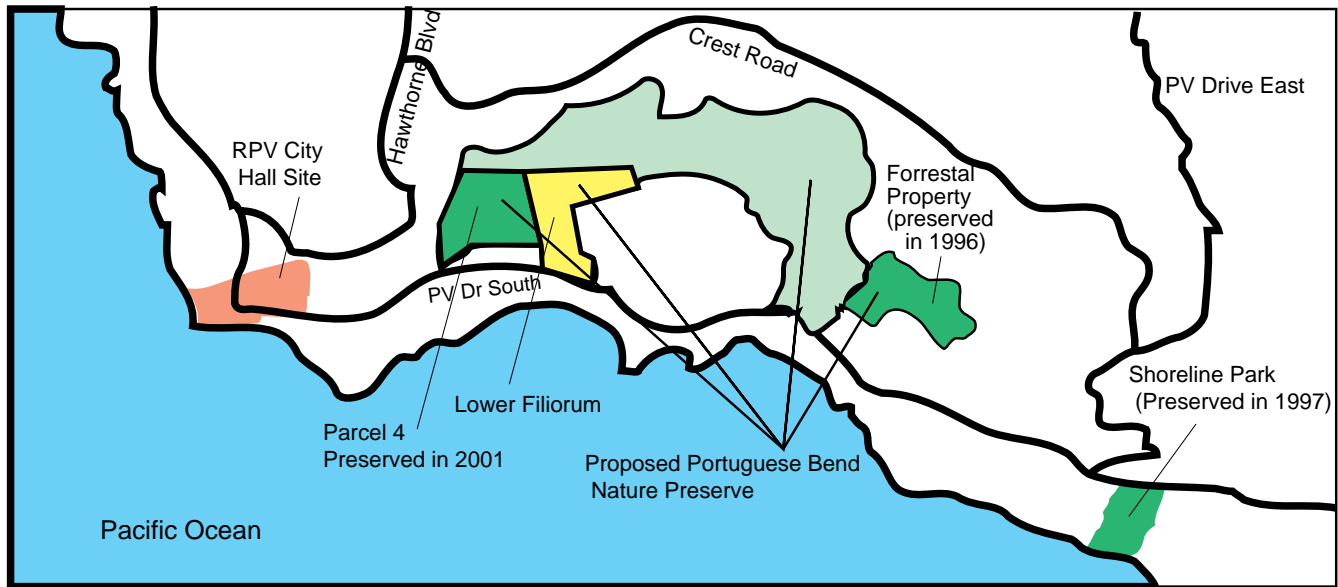 Crest Road
Hawthorne Blvd
PV Drive East
RPV City
Hall Site
Forrestal
Property
(preserved
in 1996)
PV Dr South
Shoreline Park
(Preserved in 1997)
Lower Filiorum
Parcel 4
Preserved in 2001
Proposed Portuguese Bend
Nature Preserve
Pacific Ocean